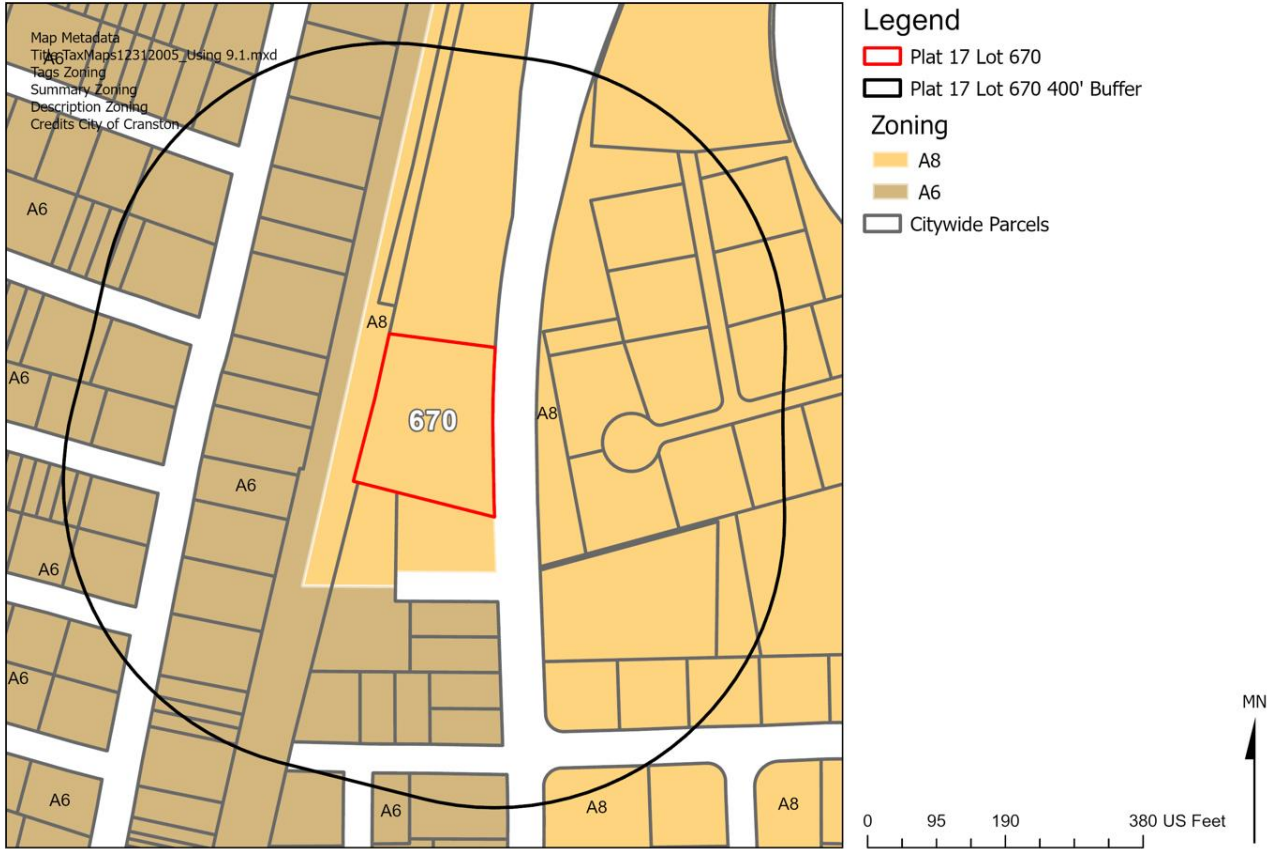 Map Metadata
Title TaxMaps12312005_Using 9.1.mxd
A6
Tags Zoning
Summary Zoning
Description Zoning
Credits City of Cranston
A6
A8
A6
670
A8
A6
A6
A6
A6
A6
A8
A8
Legend
Plat 17 Lot 670
Plat 17 Lot 670 400' Buffer
Zoning
A8
A6
Citywide Parcels
MN
0 95 190 380 US Feet